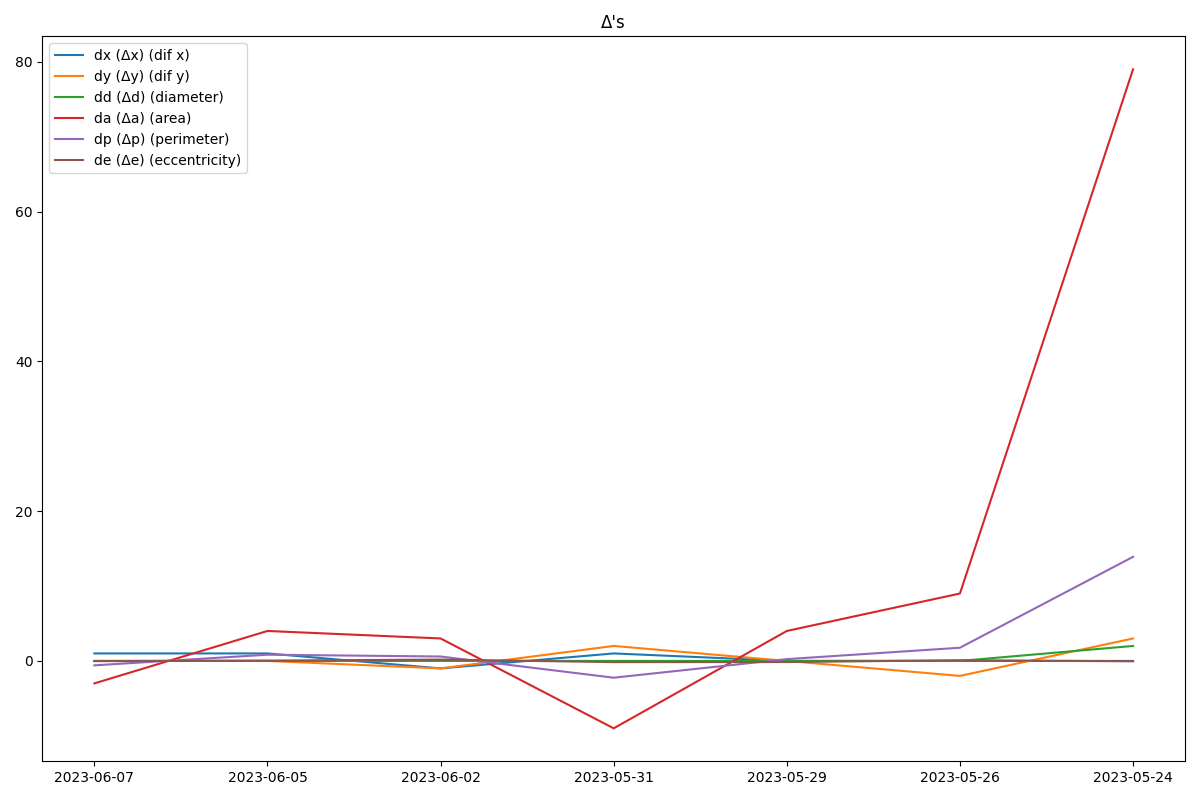 Δ's
dx (Δx) (dif x)
dy (Δy) (dif y)
dd (Δd) (diameter)
da (Δa) (area)
dp (Δp) (perimeter)
de (Δe) (eccentricity)
80
60
40
20
0
2023-06-07 2023-06-05 2023-06-02 2023-05-31 2023-05-29 2023-05-26 2023-05-24